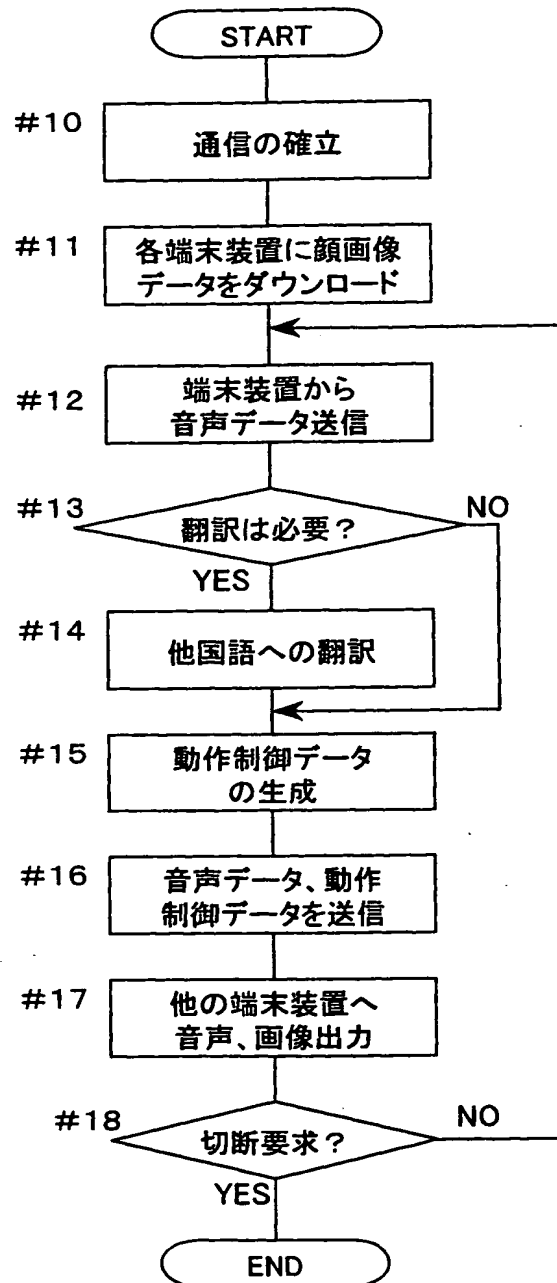 START
#10
通信の確立
#11
各端末装置に顔画像
データをダウンロード
#12
端末装置から
音声データ送信
#13
翻訳は必要？
NO
YES
#14
他国語への翻訳
#15
動作制御データ
の生成
#16
音声データ、動作
制御データを送信
#17
他の端末装置へ
音声、画像出力
#18
切断要求？
NO
YES
END